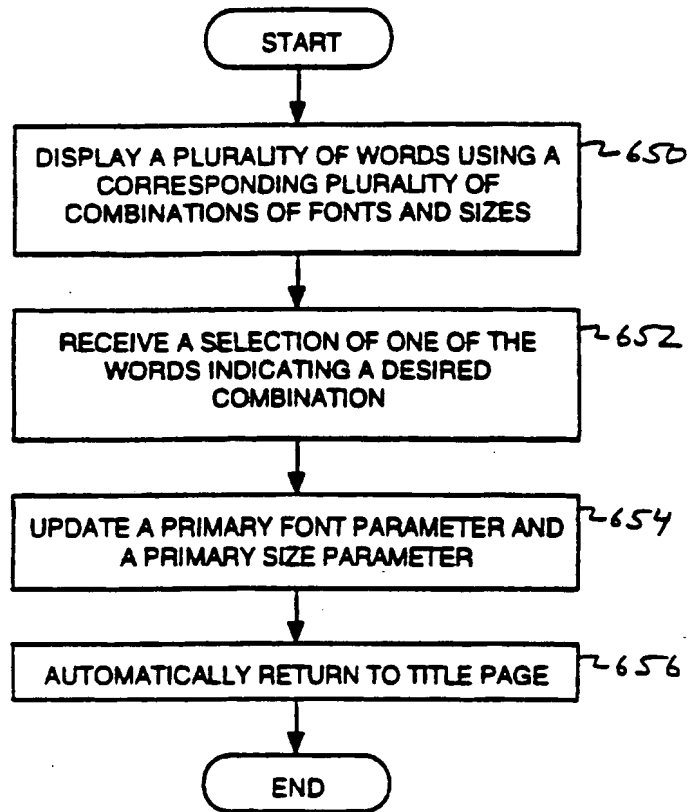 START
DISPLAY A PLURALITY OF WORDS USING A 650
CORRESPONDING PLURALITY OF
COMBINATIONS OF FONTS AND SIZES
RECEIVE A SELECTION OF ONE OF THE 652
WORDS INDICATING A DESIRED
COMBINATION
UPDATE A PRIMARY FONT PARAMETER AND 654
A PRIMARY SIZE PARAMETER
AUTOMATICALLY RETURN TO TITLE PAGE 656
END